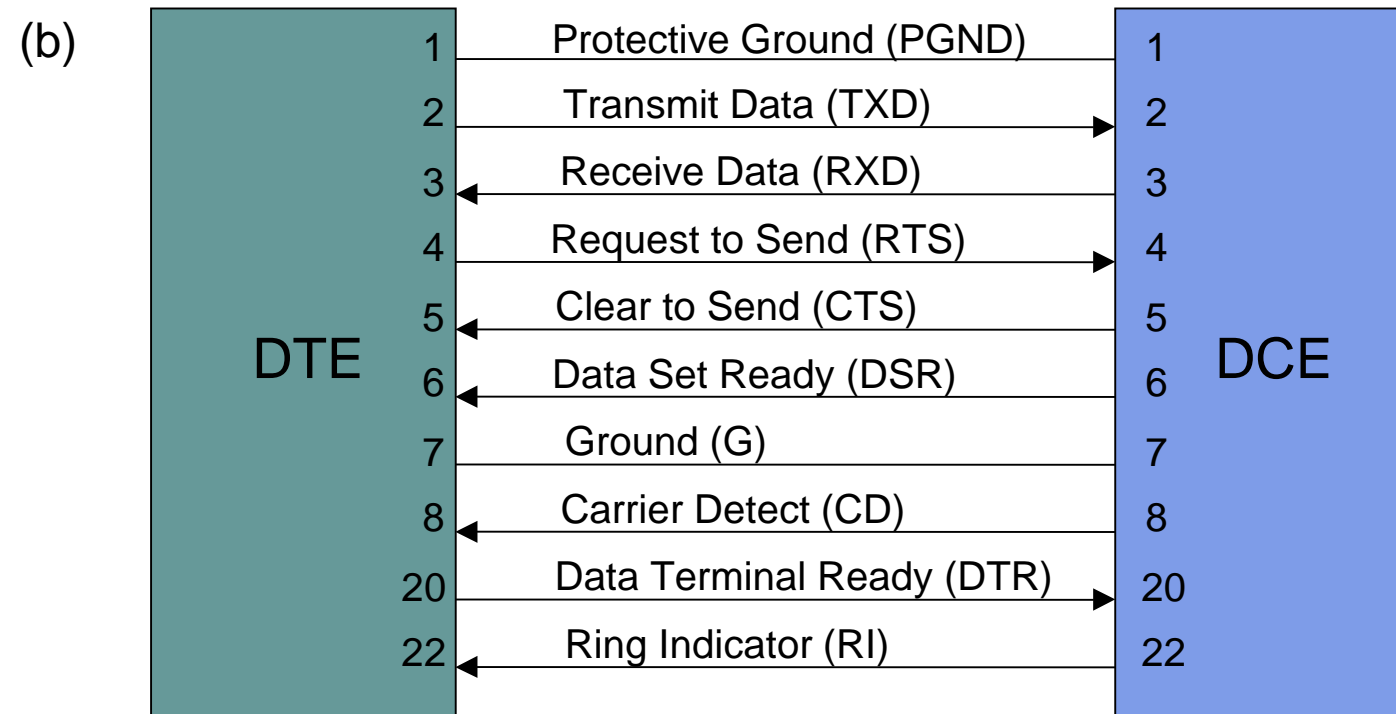 (b)
1 Protective Ground (PGND) 1
2 Transmit Data (TXD) 2
3 Receive Data (RXD) 3
4 Request to Send (RTS) 4
5 Clear to Send (CTS) 5
DTE DCE
6 Data Set Ready (DSR) 6
7 Ground (G) 7
8 Carrier Detect (CD) 8
20 Data Terminal Ready (DTR) 20
22 Ring Indicator (RI) 22